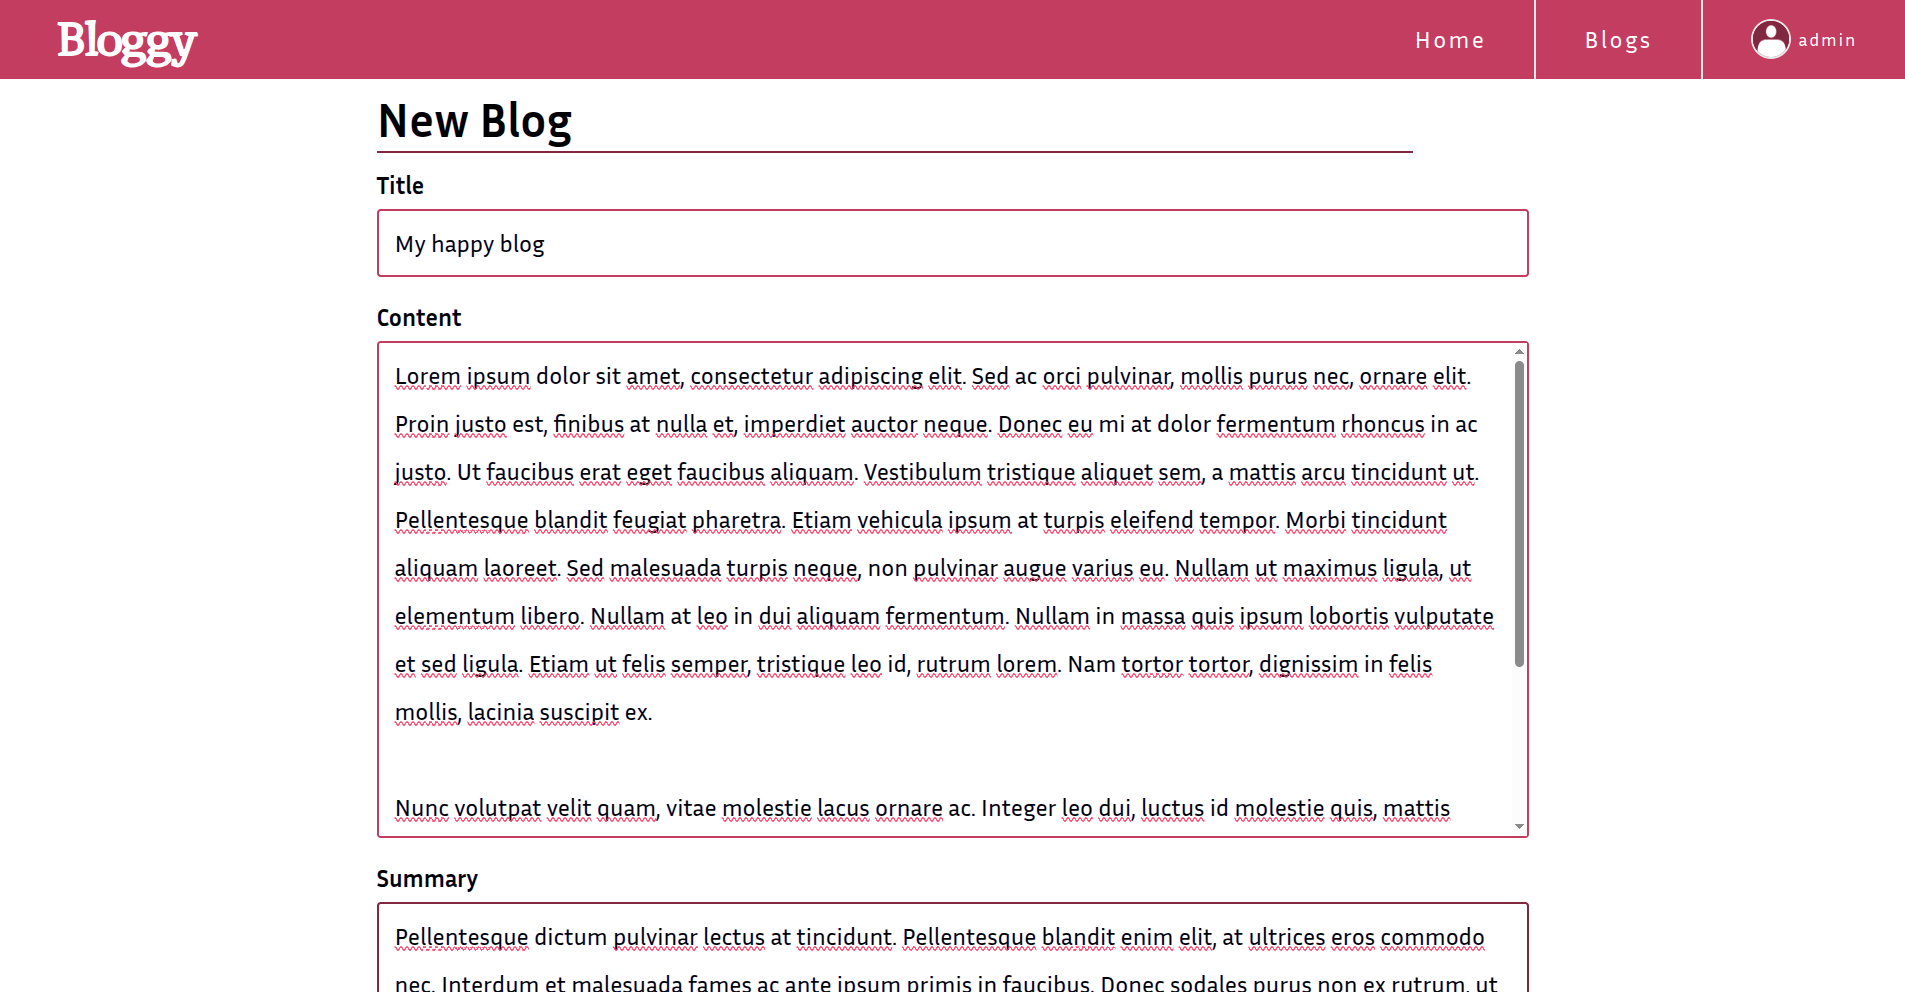 Bloggy
Home
Blogs
admin
New Blog
Title
My happy blog
Content
Lorem ipsum dolor sit amet, consectetur adipiscing elit. Sed ac orci pulvinar, mollis purus nec, ornare elit.
Proin justo est, finibus at nulla et, imperdiet auctor neque. Donec eu mi at dolor fermentum rhoncus in ac
justo. Ut faucibus erat eget faucibus aliquam. Vestibulum tristique aliquet sem, a mattis arcu tincidunt ut.
Pellentesque blandit feugiat pharetra. Etiam vehicula ipsum at turpis eleifend tempor. Morbi tincidunt
aliquam laoreet. Sed malesuada turpis neque, non pulvinar augue varius eu. Nullam ut maximus ligula, ut
elementum libero. Nullam at leo in dui aliquam fermentum. Nullam in massa quis ipsum lobortis vulputate
et sed ligula. Etiam ut felis semper, tristique leo id, rutrum lorem. Nam tortor tortor, dignissim in felis
mollis, lacinia suscipit ex.
Nunc volutpat velit quam, vitae molestie lacus ornare ac. Integer leo dui, luctus id molestie quis, mattis
Summary
Pellentesque dictum pulvinar lectus at tincidunt. Pellentesque blandit enim elit, at ultrices eros commodo
nec. Interdum et malesuada fames ac ante ipsum primis in faucibus. Donec sodales purus non ex rutrum, ut